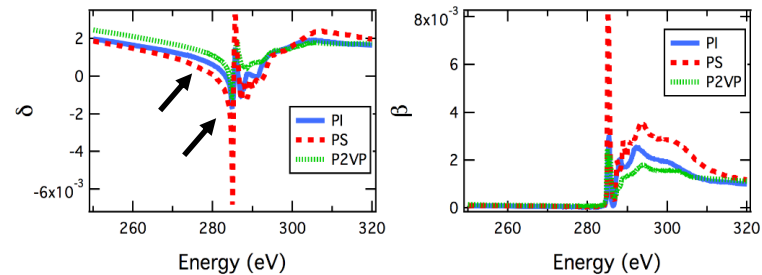 2
0
-2
-6x10⁻³
δ
PI
PS
P2VP
260
280
300
320
Energy (eV)
8x10⁻³
6
4
2
0
β
PI
PS
P2VP
260
280
300
320
Energy (eV)